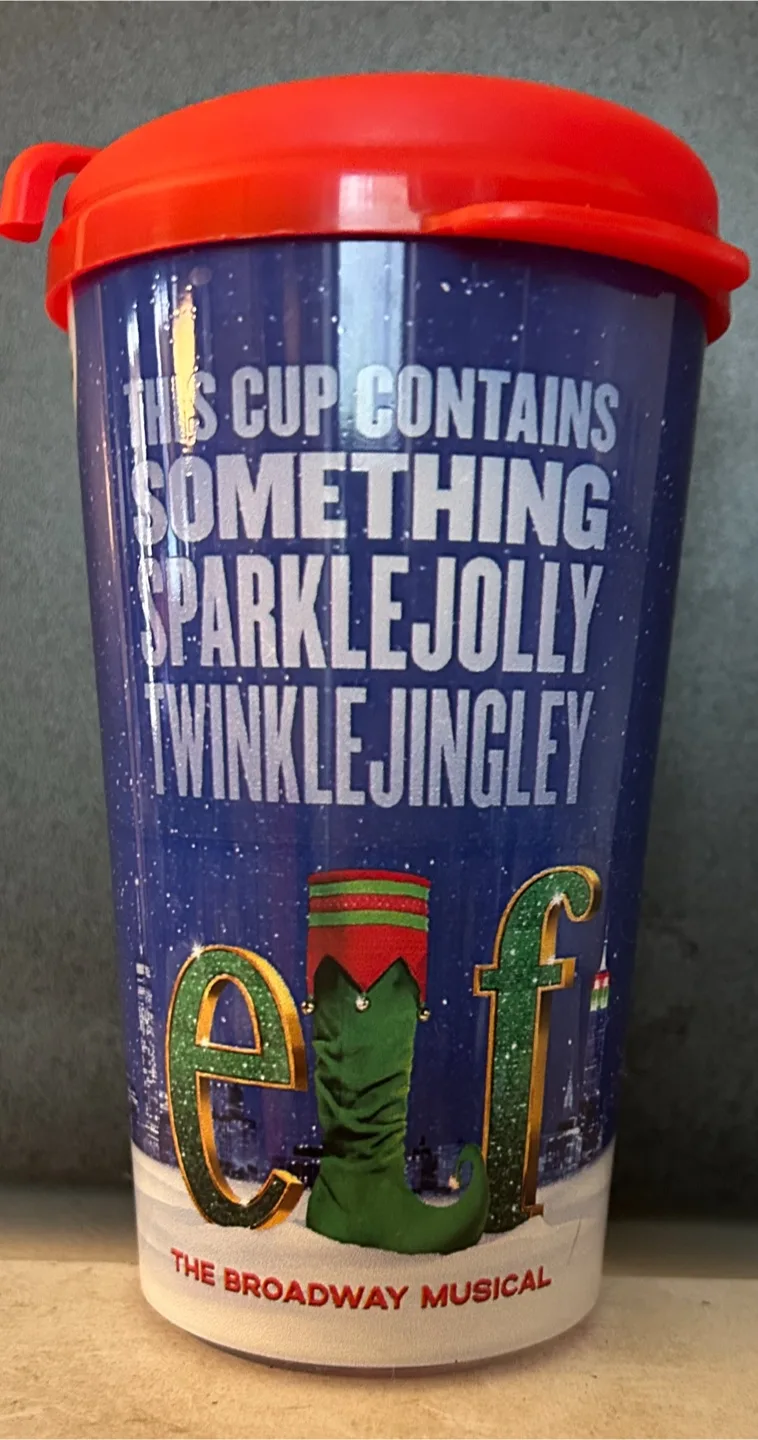 THIS CUP CONTAINS
SOMETHING
SPARKLEJOLLY
TWINKLEJINGLEY
elf
THE BROADWAY MUSICAL